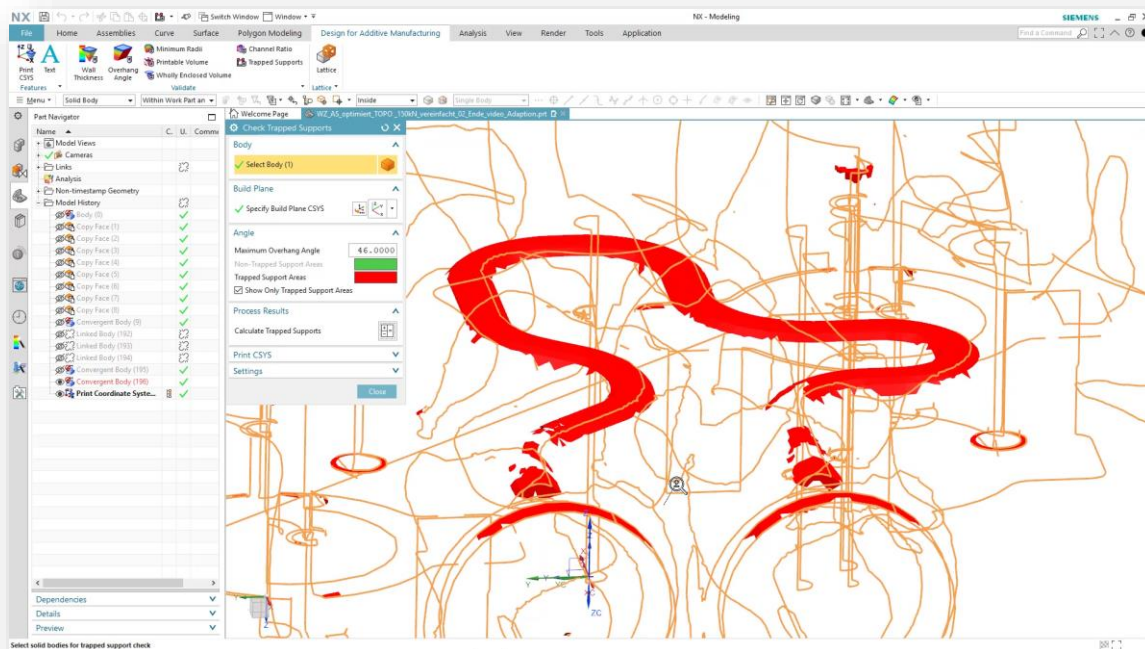 NX
Switch Window
Window
NX - Modeling
SIEMENS
File
Home
Assemblies
Curve
Surface
Polygon Modeling
Design for Additive Manufacturing
Analysis
View
Render
Tools
Application
Find a Command
Print CSYS
Text
Wall Thickness
Overhang Angle
Minimum Radii
Printable Volume
Wholly Enclosed Volume
Channel Ratio
Trapped Supports
Lattice
Features
Validate
Lattice
Menu
Solid Body
Within Work Part an
Inside
Single Body
Part Navigator
Name
C.
U.
Comme
Model Views
Cameras
Links
Analysis
Non-timestamp Geometry
Model History
Body (0)
Copy Face (1)
Copy Face (2)
Copy Face (3)
Copy Face (4)
Copy Face (5)
Copy Face (6)
Copy Face (7)
Copy Face (8)
Convergent Body (9)
Linked Body (192)
Linked Body (193)
Linked Body (194)
Convergent Body (195)
Convergent Body (196)
Print Coordinate Syste...
Dependencies
Details
Preview
Welcome Page
WZ_AS_optimiert_TOPO_150kN_vereinfacht_02_Ende_video_Adaption.prt
Check Trapped Supports
Body
Select Body (1)
Build Plane
Specify Build Plane CSYS
Angle
Maximum Overhang Angle
46.0000
Non-Trapped Support Areas
Trapped Support Areas
Show Only Trapped Support Areas
Process Results
Calculate Trapped Supports
Print CSYS
Settings
Close
Y
YC
ZC
Y
Z
Select solid bodies for trapped support check